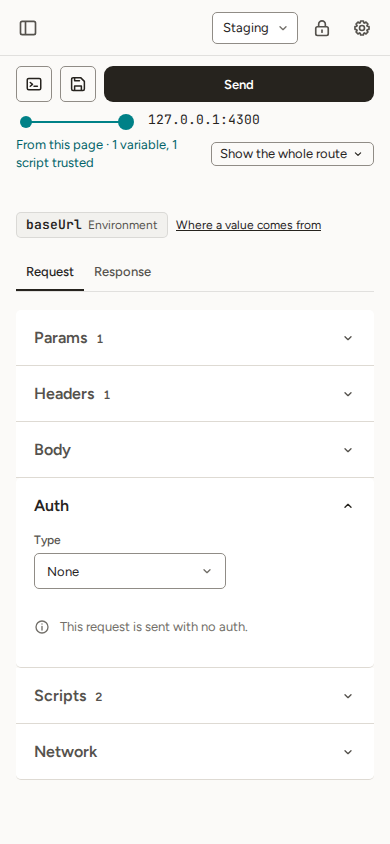 Staging
Send
127.0.0.1:4300
From this page · 1 variable, 1
script trusted
Show the whole route
baseUrl Environment
Where a value comes from
Request Response
Params 1
Headers 1
Body
Auth
Type
None
This request is sent with no auth.
Scripts 2
Network